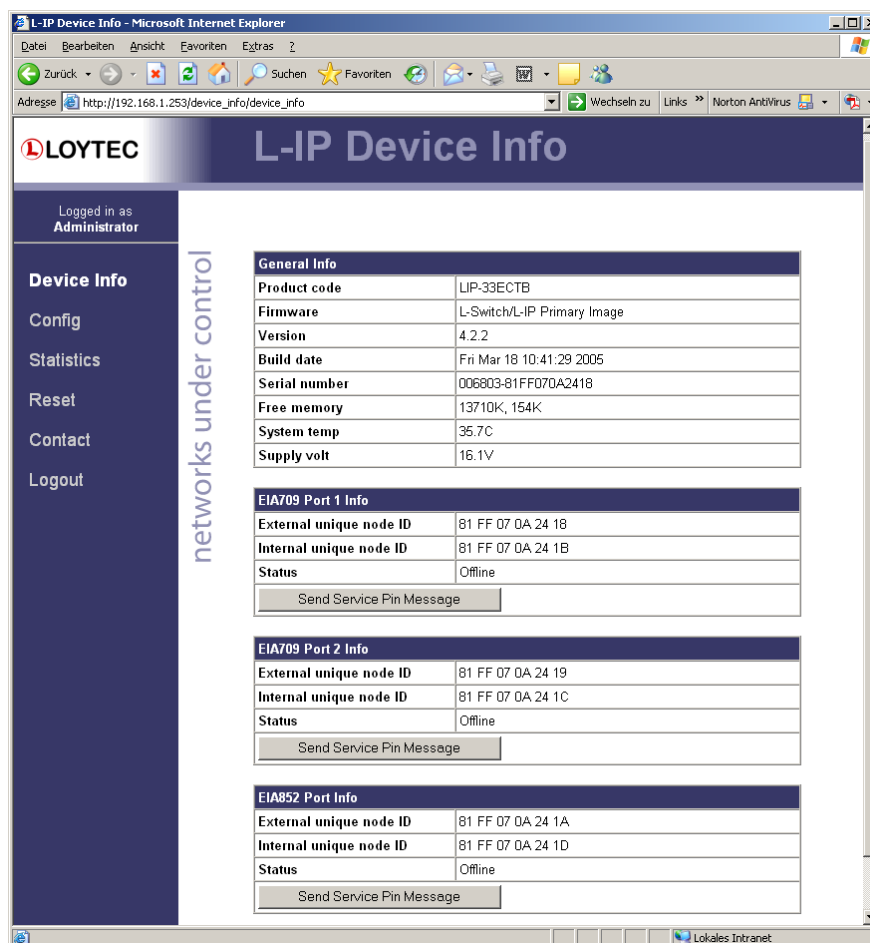 L-IP Device Info - Microsoft Internet Explorer
Datei Bearbeiten Ansicht Favoriten Extras ?
Zurück Suchen Favoriten
Adresse http://192.168.1.253/device_info/device_info Wechseln zu Links » Norton AntiVirus
LOYTEC
L-IP Device Info
Logged in as
Administrator
Device Info
Config
Statistics
Reset
Contact
Logout
networks under control
General Info
Product code LIP-33ECTB
Firmware L-Switch/L-IP Primary Image
Version 4.2.2
Build date Fri Mar 18 10:41:29 2005
Serial number 006803-81FF070A2418
Free memory 13710K, 154K
System temp 35.7C
Supply volt 16.1V
EIA709 Port 1 Info
External unique node ID 81 FF 07 0A 24 18
Internal unique node ID 81 FF 07 0A 24 1B
Status Offline
Send Service Pin Message
EIA709 Port 2 Info
External unique node ID 81 FF 07 0A 24 19
Internal unique node ID 81 FF 07 0A 24 1C
Status Offline
Send Service Pin Message
EIA852 Port Info
External unique node ID 81 FF 07 0A 24 1A
Internal unique node ID 81 FF 07 0A 24 1D
Status Offline
Send Service Pin Message
Lokales Intranet